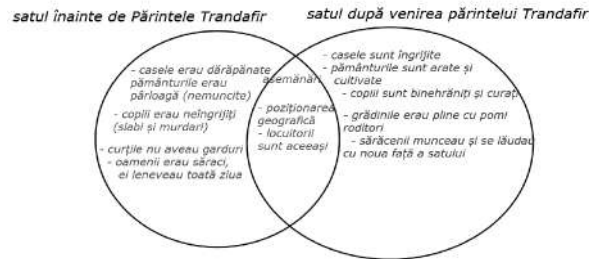 satul înainte de Părintele Trandafir
satul după venirea părintelui Trandafir
- casele erau dărăpănate
pământurile erau
pârloagă (nemuncite)
- copiii erau neîngrijiți
(slabi și murdari)
- curțile nu aveau garduri
- oamenii erau săraci,
ei leneveau toată ziua
asemănări
- poziționarea
geografică
- locuitorii
sunt aceeași
- casele sunt îngrijite
- pământurile sunt arate și
cultivate
- copiii sunt binehrăniți și curați
- grădinile erau pline cu pomi
roditori
- sărăcenii munceau și se lăudau
cu noua față a satului